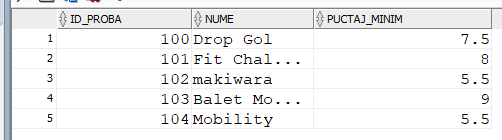 ID_PROBA NUME PUCTAJ_MINIM
1 100 Drop Gol 7.5
2 101 Fit Chal... 8
3 102 makiwara 5.5
4 103 Balet Mo... 9
5 104 Mobility 5.5